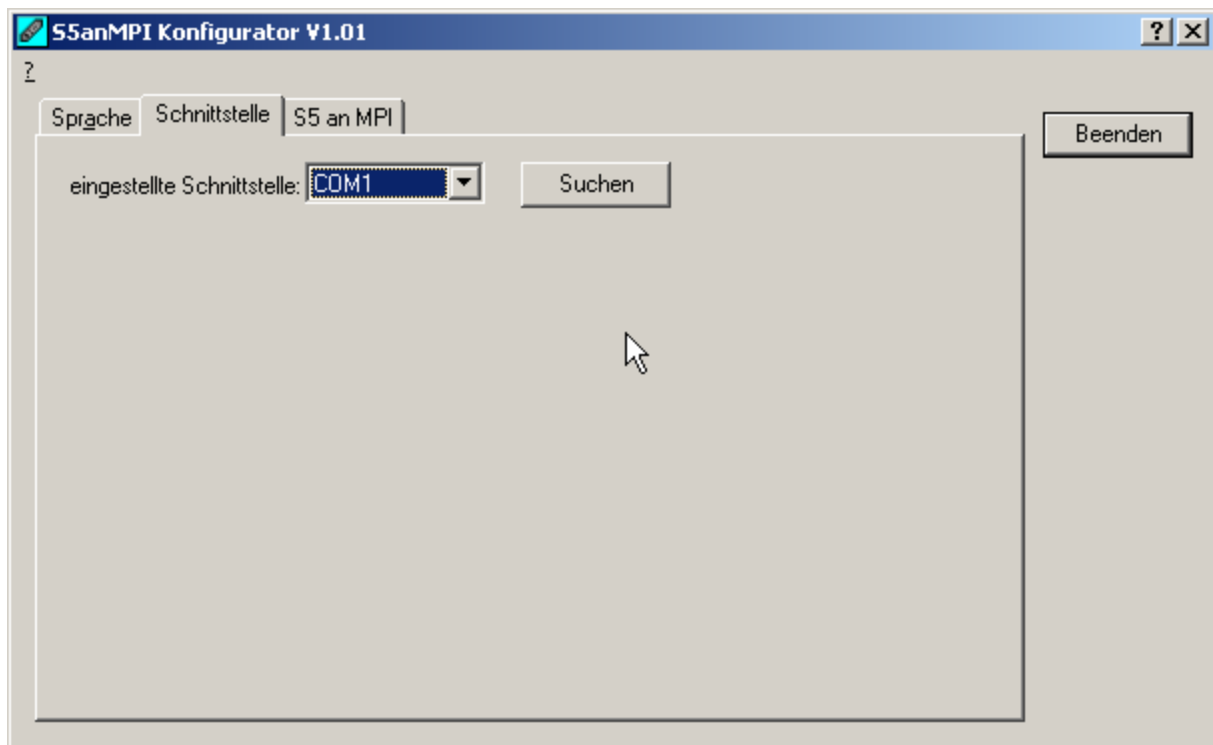 S5anMPI Konfigurator V1.01
?
Sprache Schnittstelle S5 an MPI
Beenden
eingestellte Schnittstelle: COM1 Suchen